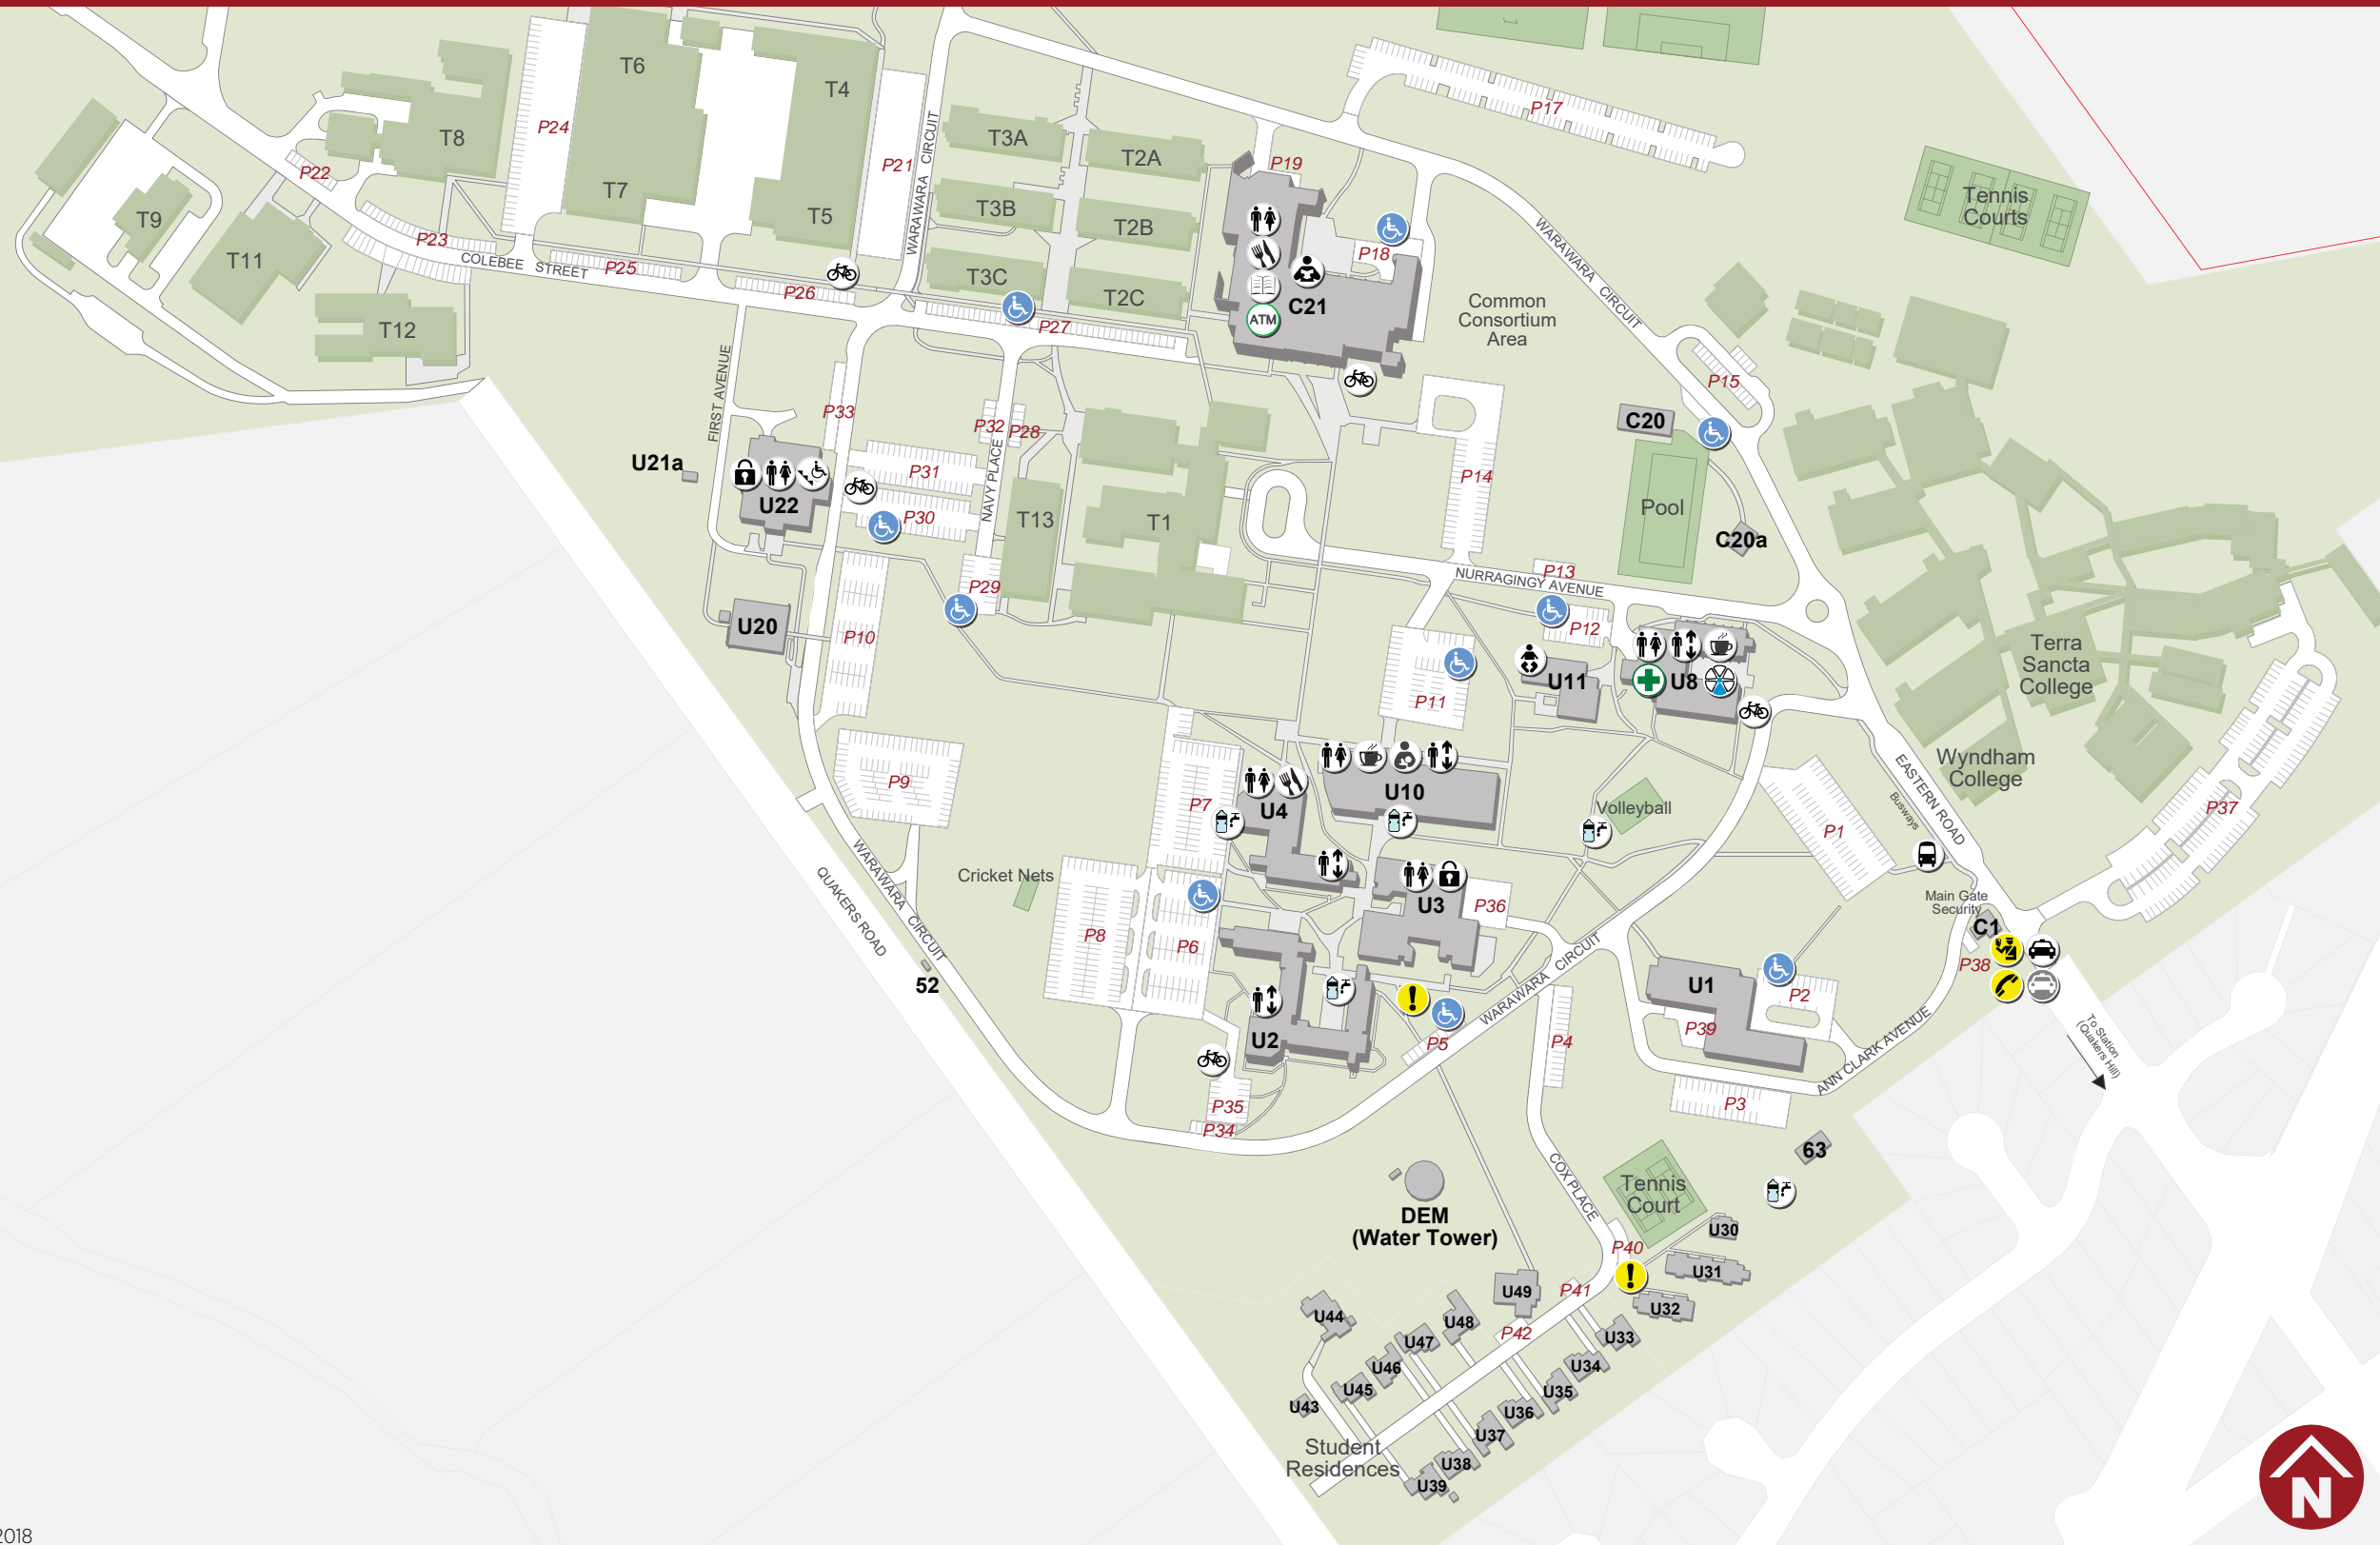 T6
T4
T8
P24
P17
T3A
T2A
P22
P21
P19
T7
T9
T5
T3B
T2B
WARAWARA CIRCUIT
Tennis
Courts
P23
T11
COLEBEE STREET
P25
P26
T3C
T2C
P18
WARAWARA CIRCUIT
C21
ATM
Common
Consortium
Area
T12
P27
FIRST AVENUE
P33
P32
P28
P15
C20
U21a
U22
P31
P30
NAVY PLACE
T13
T1
P14
Pool
C20a
P29
NURRAGINGY AVENUE
P13
P12
U20
P10
P11
U11
U8
Terra
Sancta
College
Wyndham
College
P9
P7
U4
U10
Volleyball
EASTERN ROAD
Busways
P1
P37
Cricket Nets
WARAWARA CIRCUIT
QUAKERS ROAD
P8
P6
U3
P36
Main Gate
Security
C1
P38
52
U2
WARAWARA CIRCUIT
U1
P2
P39
P5
P4
ANN CLARK AVENUE
To Station
(Quakers Hill)
P35
P34
P3
63
COX PLACE
Tennis
Court
DEM
(Water Tower)
U30
P40
U31
U49
P41
U32
U44
U48
U47
P42
U33
U46
U34
U45
U35
U43
U36
U37
Student
Residences
U38
U39
N
2018